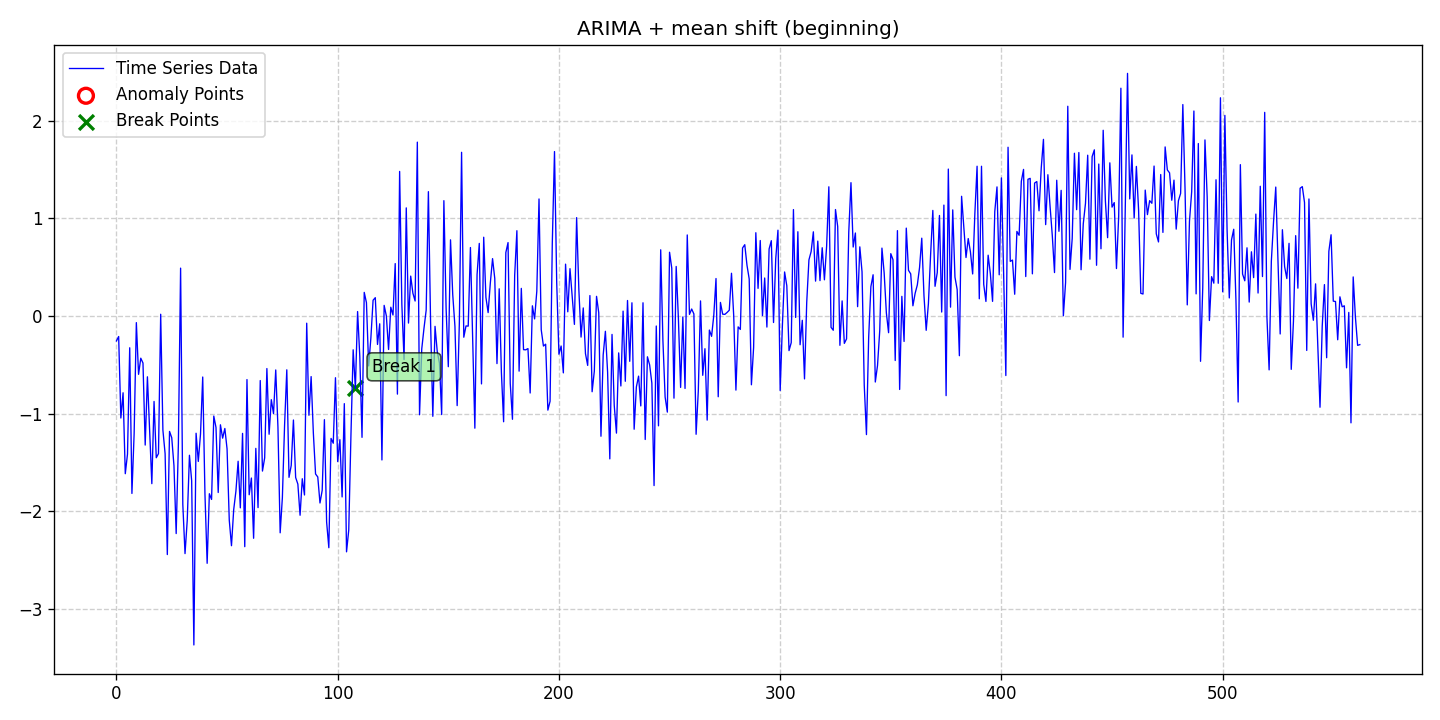 ARIMA + mean shift (beginning)
Time Series Data
Anomaly Points
Break Points
Break 1
2
1
0
−1
−2
−3
0
100
200
300
400
500